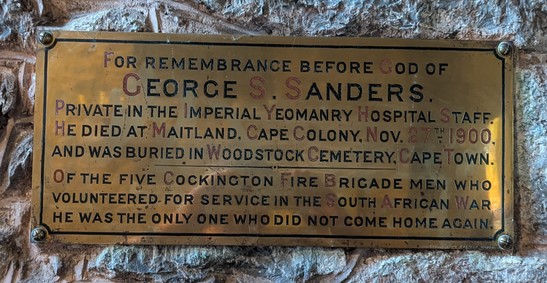 For remembrance before God of
George S. Sanders.
Private in the Imperial Yeomanry Hospital Staff.
He died at Maitland, Cape Colony, Nov. 27th 1900,
and was buried in Woodstock Cemetery, Cape Town.
Of the five Cockington Fire Brigade men who
volunteered for service in the South African War
he was the only one who did not come home again.